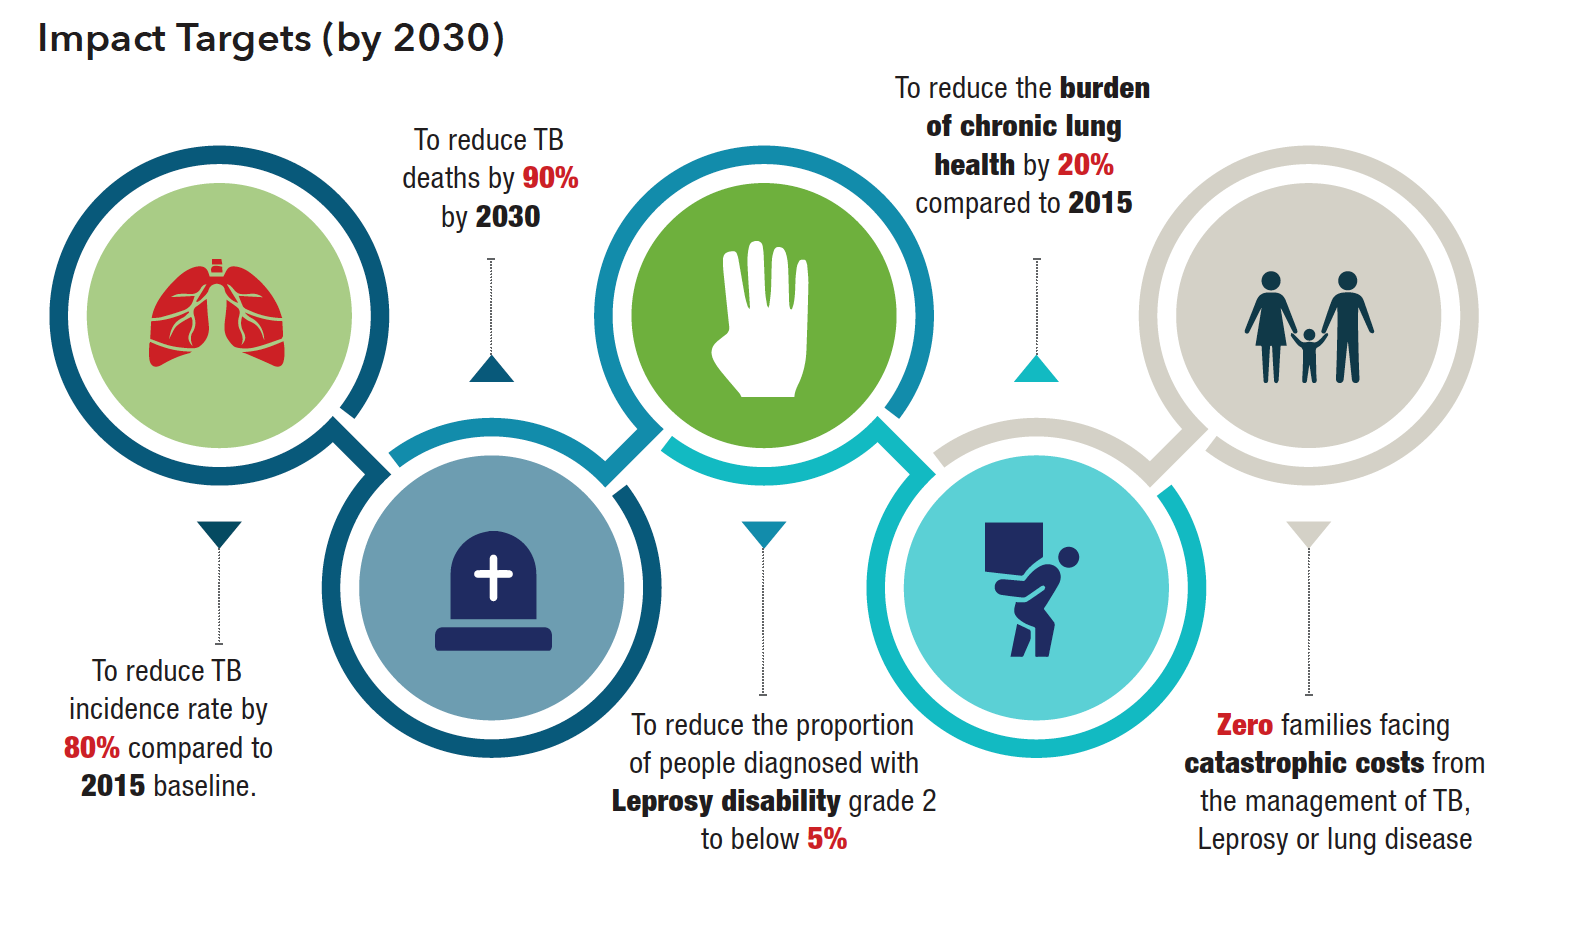 Impact Targets (by 2030)
To reduce TB
incidence rate by
80% compared to
2015 baseline.
To reduce TB
deaths by 90%
by 2030
To reduce the proportion
of people diagnosed with
Leprosy disability grade 2
to below 5%
To reduce the burden
of chronic lung
health by 20%
compared to 2015
Zero families facing
catastrophic costs from
the management of TB,
Leprosy or lung disease